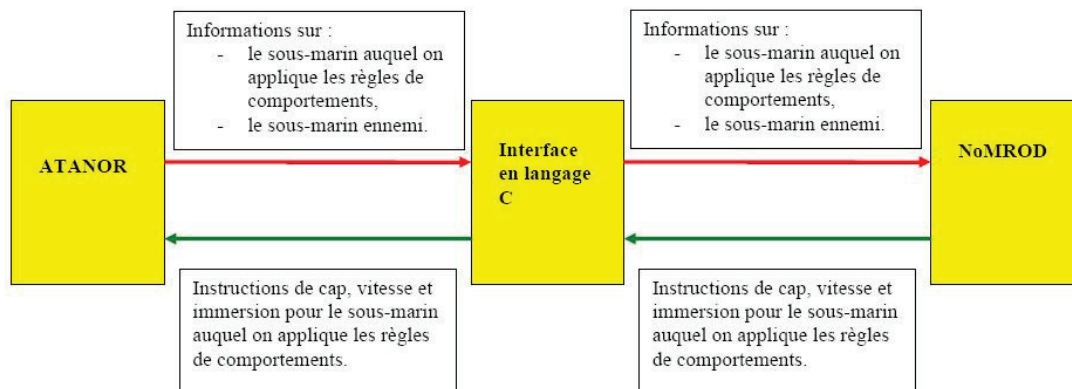 Informations sur :
- le sous-marin auquel on
applique les règles de
comportements,
- le sous-marin ennemi.
Informations sur :
- le sous-marin auquel on
applique les règles de
comportements,
- le sous-marin ennemi.
ATANOR
Interface
en langage
C
NoMROD
Instructions de cap, vitesse et
immersion pour le sous-marin
auquel on applique les règles
de comportements.
Instructions de cap, vitesse et
immersion pour le sous-marin
auquel on applique les règles
de comportements.